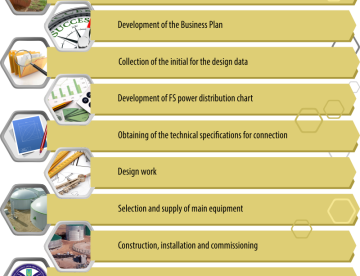 SUCCESS
Development of the Business Plan
Collection of the initial for the design data
Development of FS power distribution chart
Obtaining of the technical specifications for connection
Design work
Selection and supply of main equipment
Construction, installation and commissioning